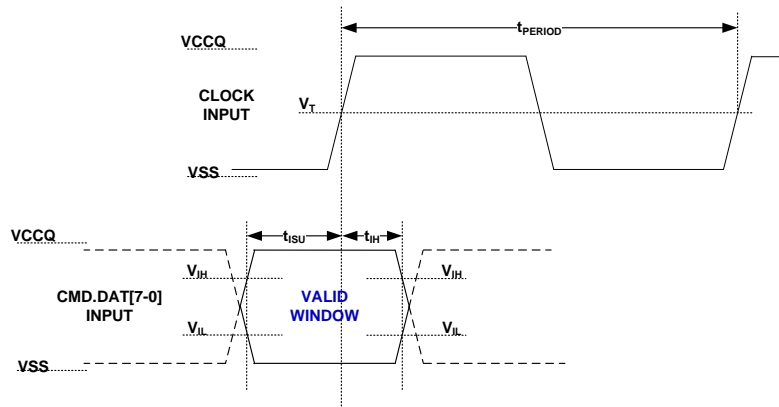 tPERIOD
VCCQ
CLOCK
INPUT
VT
VSS
VCCQ
tISU
tIH
VIH
VIH
CMD.DAT[7-0]
INPUT
VALID
WINDOW
VIL
VIL
VSS